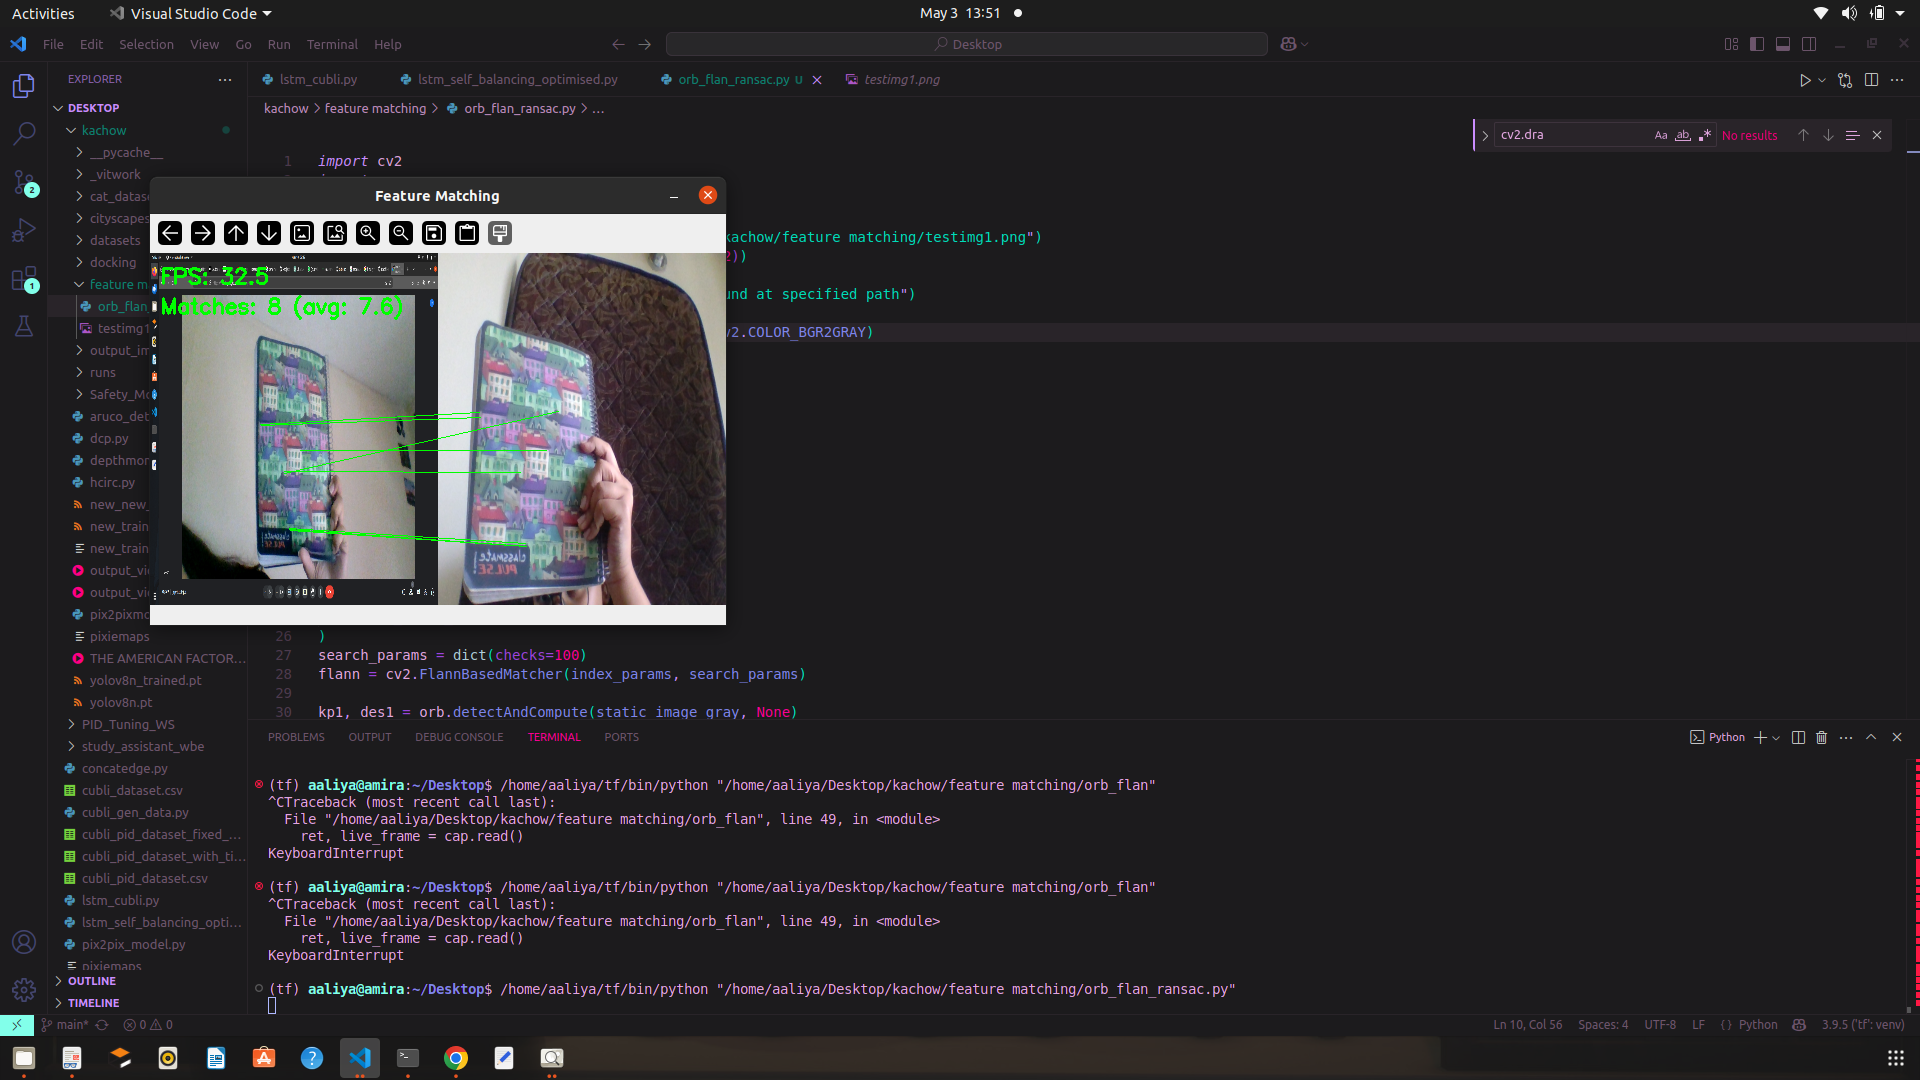 Activities
Visual Studio Code
May 3 13:51
File Edit Selection View Go Run Terminal Help
Desktop
EXPLORER
lstm_cubli.py
lstm_self_balancing_optimised.py
orb_flan_ransac.py U
testimg1.png
DESKTOP
kachow > feature matching > orb_flan_ransac.py > ...
kachow
__pycache__
_vitwork
cat_datase
cityscapes
datasets
docking
feature m
orb_flan_
testimg1
output_im
runs
Safety_Mo
aruco_det
dcp.py
depthmor
hcirc.py
new_new_
new_train
new_train
output_vi
output_vi
pix2pixmo
pixiemaps
THE AMERICAN FACTOR...
yolov8n_trained.pt
yolov8n.pt
PID_Tuning_WS
study_assistant_wbe
concatedge.py
cubli_dataset.csv
cubli_gen_data.py
cubli_pid_dataset_fixed_...
cubli_pid_dataset_with_ti...
cubli_pid_dataset.csv
lstm_cubli.py
lstm_self_balancing_opti...
pix2pix_model.py
pixiemaps
OUTLINE
TIMELINE
2
1
cv2.dra
Aa ab
No results
1 import cv2
kachow/feature matching/testimg1.png")
2))
und at specified path")
v2.COLOR_BGR2GRAY)
26 )
27 search_params = dict(checks=100)
28 flann = cv2.FlannBasedMatcher(index_params, search_params)
29
30 kp1, des1 = orb.detectAndCompute(static_image_gray, None)
Feature Matching
FPS: 32.5
Matches: 8 (avg: 7.6)
classmate
PULSE
classmate
PULSE
PROBLEMS OUTPUT DEBUG CONSOLE TERMINAL PORTS
Python
(tf) aaliya@amira:~/Desktop$ /home/aaliya/tf/bin/python "/home/aaliya/Desktop/kachow/feature matching/orb_flan"
^CTraceback (most recent call last):
File "/home/aaliya/Desktop/kachow/feature matching/orb_flan", line 49, in <module>
ret, live_frame = cap.read()
KeyboardInterrupt
(tf) aaliya@amira:~/Desktop$ /home/aaliya/tf/bin/python "/home/aaliya/Desktop/kachow/feature matching/orb_flan"
^CTraceback (most recent call last):
File "/home/aaliya/Desktop/kachow/feature matching/orb_flan", line 49, in <module>
ret, live_frame = cap.read()
KeyboardInterrupt
(tf) aaliya@amira:~/Desktop$ /home/aaliya/tf/bin/python "/home/aaliya/Desktop/kachow/feature matching/orb_flan_ransac.py"
main* 0 0
Ln 10, Col 56 Spaces: 4 UTF-8 LF {} Python 3.9.5 ('tf': venv)